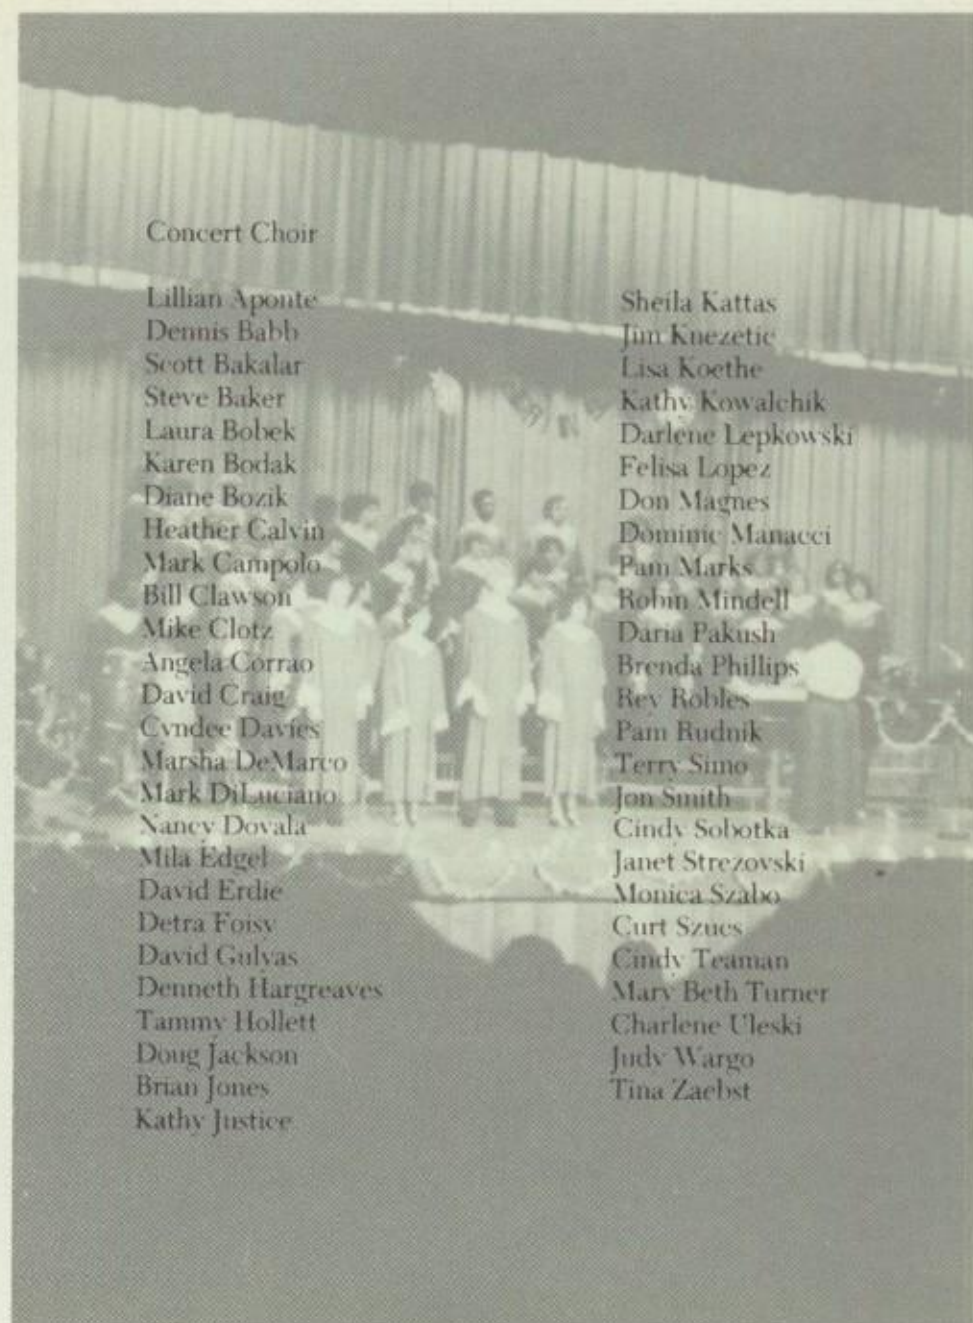 Concert Choir
Lillian Aponte
Dennis Babb
Scott Bakalar
Steve Baker
Laura Bobek
Karen Bodak
Diane Bozik
Heather Calvin
Mark Campolo
Bill Clawson
Mike Clotz
Angela Corrao
David Craig
Cyndee Davies
Marsha DeMarco
Mark DiLuciano
Nancy Dovala
Mila Edgel
David Erdie
Detra Foisy
David Gulyas
Denneth Hargreaves
Tammy Hollett
Doug Jackson
Brian Jones
Kathy Justice
Sheila Kattas
Jim Knezetic
Lisa Koethe
Kathy Kowalchik
Darlene Lepkowski
Felisa Lopez
Don Magnes
Dominic Manacci
Pam Marks
Robin Mindell
Daria Pakush
Brenda Phillips
Rey Robles
Pam Rudnik
Terry Simo
Jon Smith
Cindy Sobotka
Janet Strezovski
Monica Szabo
Curt Szucs
Cindy Teaman
Mary Beth Turner
Charlene Uleski
Judy Wargo
Tina Zaebst